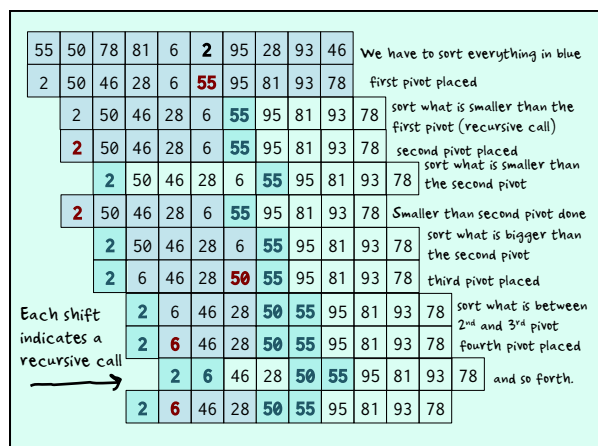 55 50 78 81 6 2 95 28 93 46 We have to sort everything in blue
2 50 46 28 6 55 95 81 93 78 first pivot placed
2 50 46 28 6 55 95 81 93 78 sort what is smaller than the
first pivot (recursive call)
2 50 46 28 6 55 95 81 93 78 second pivot placed
2 50 46 28 6 55 95 81 93 78 sort what is smaller than
the second pivot
2 50 46 28 6 55 95 81 93 78 Smaller than second pivot done
2 50 46 28 6 55 95 81 93 78 sort what is bigger than
the second pivot
2 6 46 28 50 55 95 81 93 78 third pivot placed
2 6 46 28 50 55 95 81 93 78 sort what is between
2nd and 3rd pivot
2 6 46 28 50 55 95 81 93 78 fourth pivot placed
2 6 46 28 50 55 95 81 93 78 and so forth.
2 6 46 28 50 55 95 81 93 78
Each shift
indicates a
recursive call